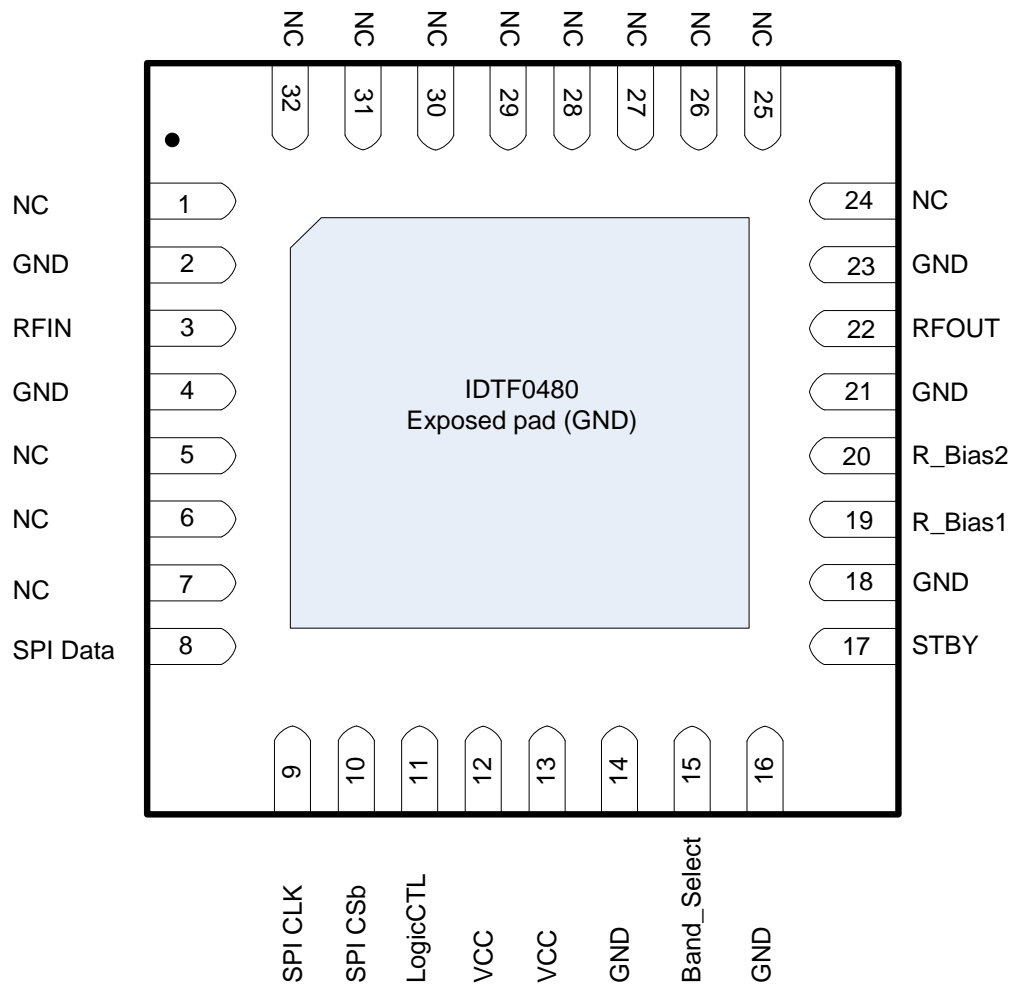 NC NC NC NC NC NC NC NC
32 31 30 29 28 27 26 25
NC 1
GND 2
RFIN 3
GND 4
NC 5
NC 6
NC 7
SPI Data 8
IDTF0480
Exposed pad (GND)
24 NC
23 GND
22 RFOUT
21 GND
20 R_Bias2
19 R_Bias1
18 GND
17 STBY
9 10 11 12 13 14 15 16
SPI CLK
SPI CSb
LogicCTL
VCC
VCC
GND
Band_Select
GND